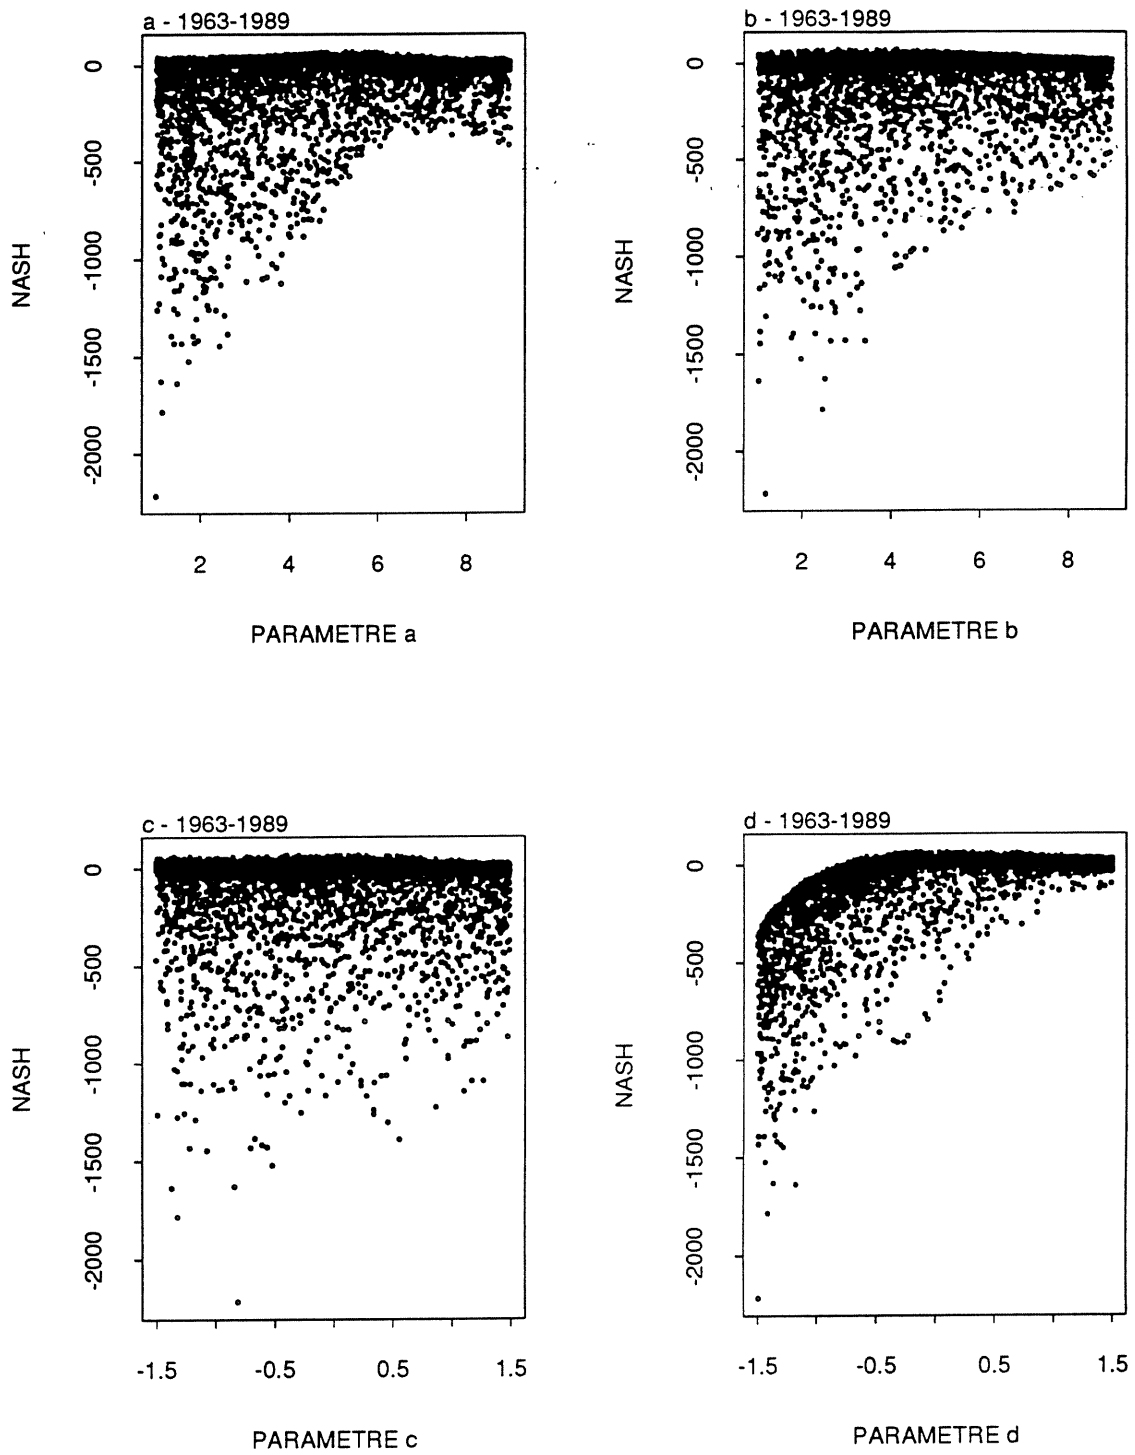 a - 1963-1989
NASH
0
-500
-1000
-1500
-2000
2 4 6 8
PARAMETRE a
b - 1963-1989
NASH
0
-500
-1000
-1500
-2000
2 4 6 8
PARAMETRE b
c - 1963-1989
NASH
0
-500
-1000
-1500
-2000
-1.5 -0.5 0.5 1.5
PARAMETRE c
d - 1963-1989
NASH
0
-500
-1000
-1500
-2000
-1.5 -0.5 0.5 1.5
PARAMETRE d